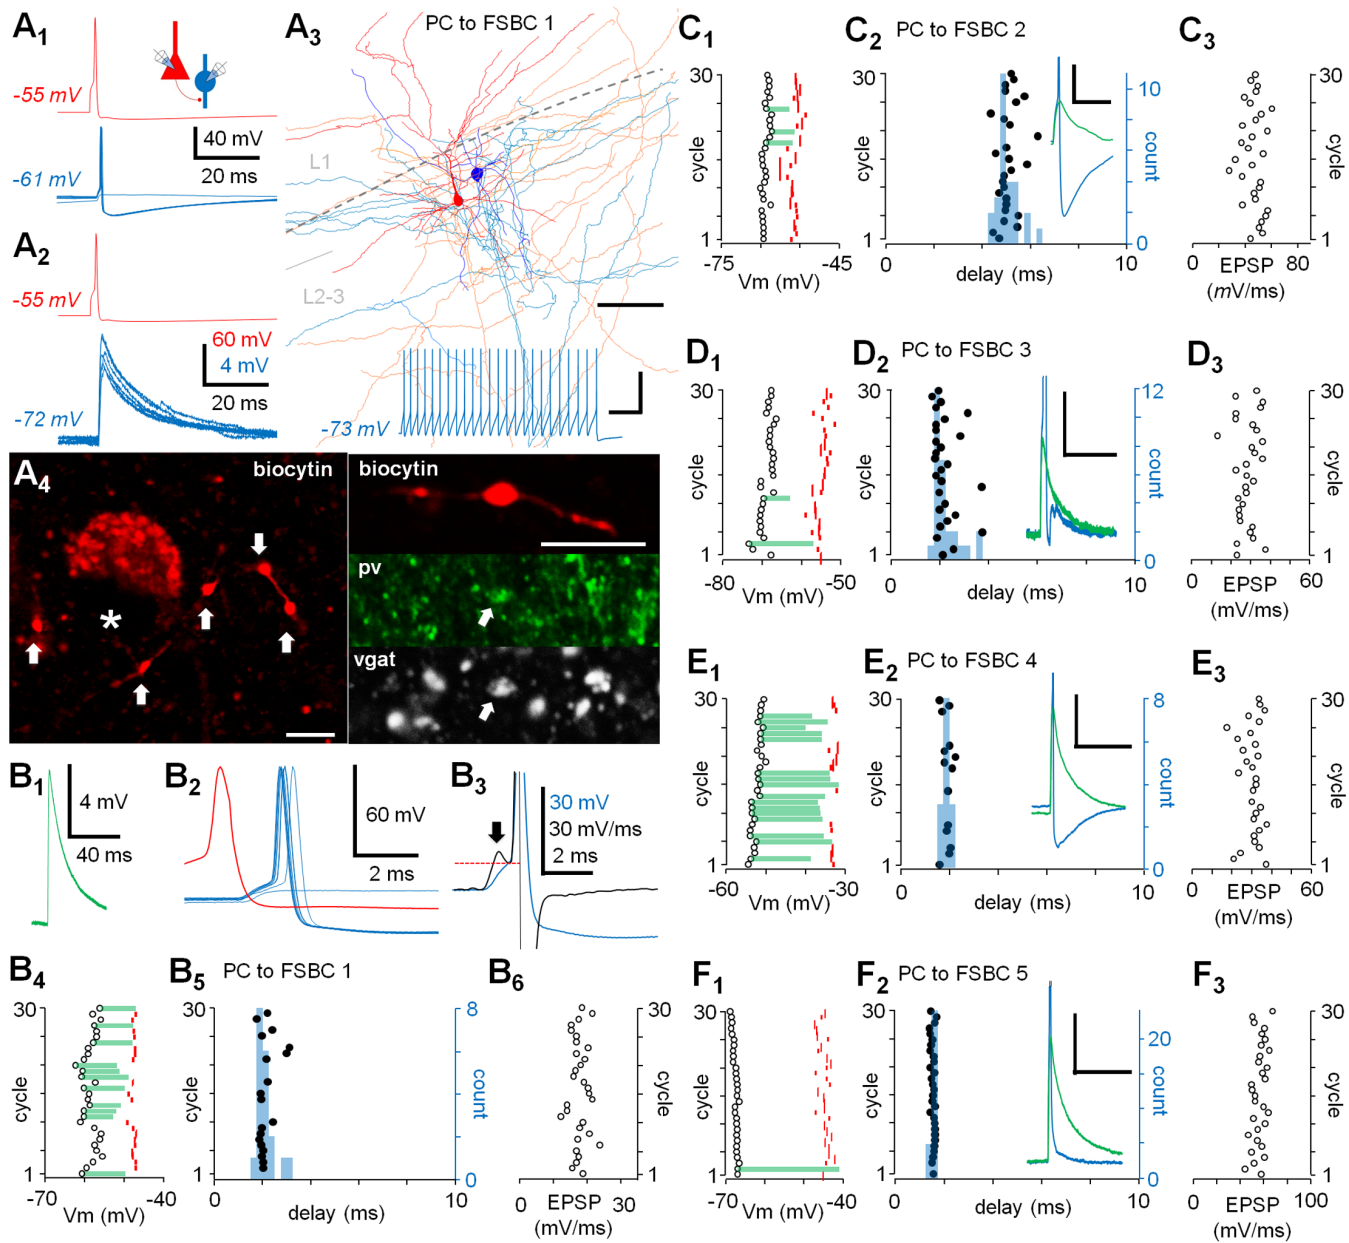 A1
-55 mV
40 mV
20 ms
-61 mV
A2
-55 mV
60 mV
4 mV
20 ms
-72 mV
A3
PC to FSBC 1
L1
L2-3
-73 mV
A4
biocytin
biocytin
pv
vgat
*
B1
4 mV
40 ms
B2
60 mV
2 ms
B3
30 mV
30 mV/ms
2 ms
B4
30
cycle
1
-70
-40
Vm (mV)
B5
PC to FSBC 1
30
cycle
1
0
10
delay (ms)
8
count
0
B6
30
cycle
1
0
30
EPSP
(mV/ms)
C1
30
cycle
1
-75
-45
Vm (mV)
C2
PC to FSBC 2
30
cycle
1
0
10
delay (ms)
10
count
0
C3
30
cycle
1
0
80
EPSP
(mV/ms)
D1
30
cycle
1
-80
-50
Vm (mV)
D2
PC to FSBC 3
30
cycle
1
0
10
delay (ms)
12
8
count
4
0
D3
30
cycle
1
0
60
EPSP
(mV/ms)
E1
30
cycle
1
-60
-30
Vm (mV)
E2
PC to FSBC 4
30
cycle
1
0
10
delay (ms)
8
count
0
E3
30
cycle
1
0
60
EPSP
(mV/ms)
F1
30
cycle
1
-70
-40
Vm (mV)
F2
PC to FSBC 5
30
cycle
1
0
10
delay (ms)
20
count
0
F3
30
cycle
1
0
100
EPSP
(mV/ms)